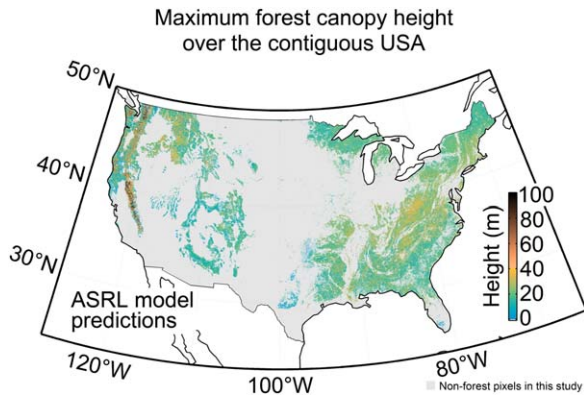 Maximum forest canopy height
over the contiguous USA
50°N
40°N
30°N
100
80
60
40
20
0
Height (m)
ASRL model
predictions
120°W
100°W
80°W
Non-forest pixels in this study